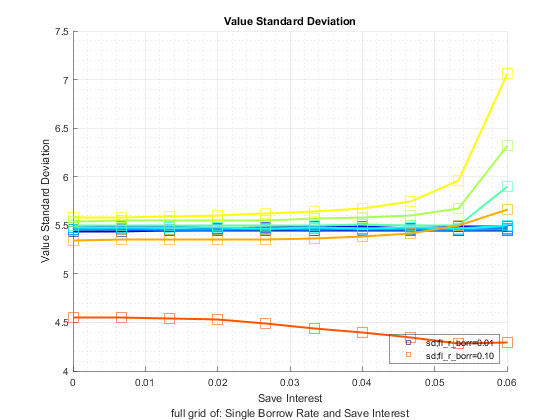 Value Standard Deviation
7.5
7
6.5
6
5.5
5
4.5
4
Value Standard Deviation
0
0.01
0.02
0.03
0.04
0.05
0.06
sd;fl_r_borr=0.01
sd;fl_r_borr=0.10
Save Interest
full grid of: Single Borrow Rate and Save Interest